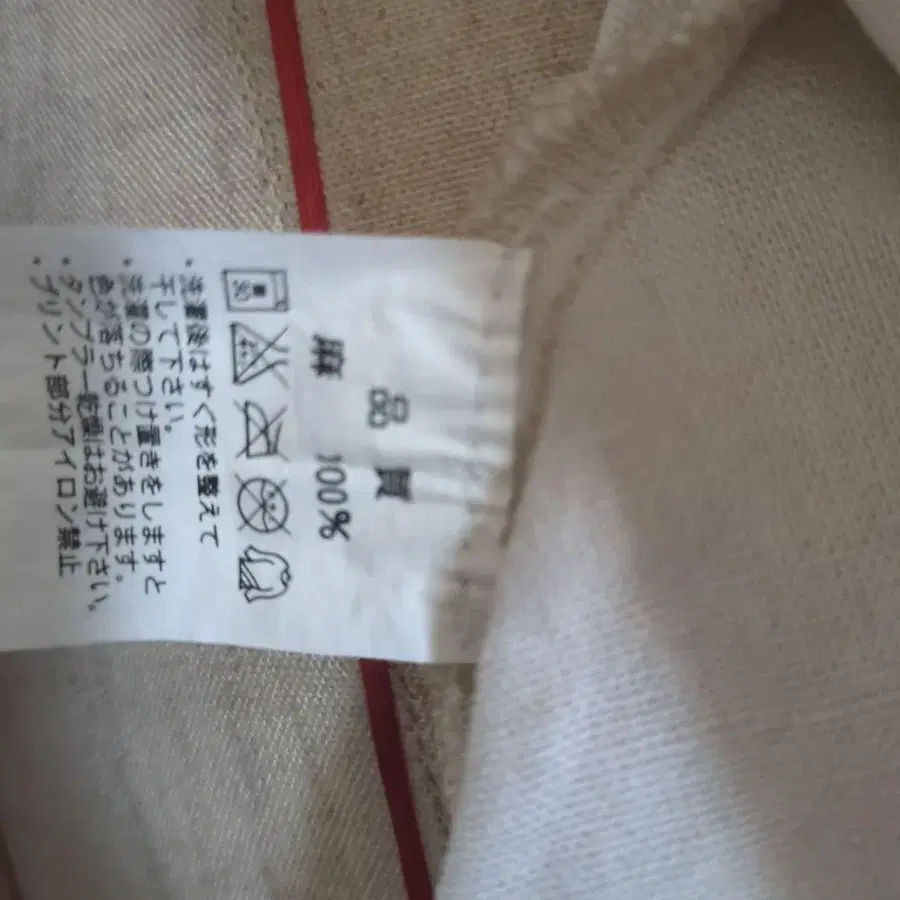 品質
麻 100%
・洗濯後はすぐ形を整えて
干して下さい。
・洗濯の際つけ置きをしますと
色が落ちることがあります。
・タンブラー乾燥はお避け下さい。
・プリント部分アイロン禁止